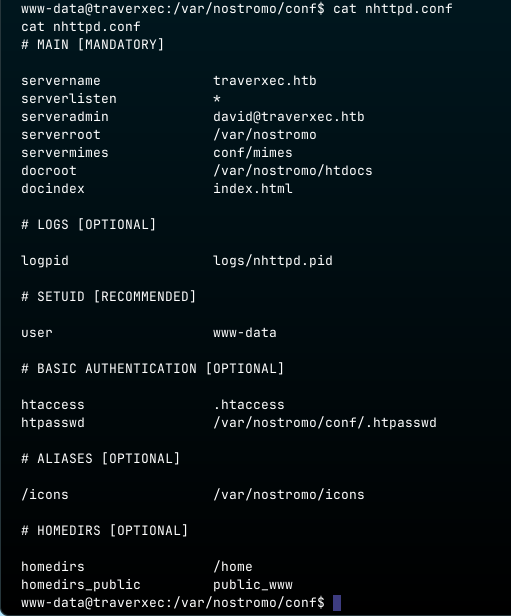 www-data@traverxec:/var/nostromo/conf$ cat nhttpd.conf
cat nhttpd.conf
# MAIN [MANDATORY]
servername traverxec.htb
serverlisten *
serveradmin david@traverxec.htb
serverroot /var/nostromo
servermimes conf/mimes
docroot /var/nostromo/htdocs
docindex index.html
# LOGS [OPTIONAL]
logpid logs/nhttpd.pid
# SETUID [RECOMMENDED]
user www-data
# BASIC AUTHENTICATION [OPTIONAL]
htaccess .htaccess
htpasswd /var/nostromo/conf/.htpasswd
# ALIASES [OPTIONAL]
/icons /var/nostromo/icons
# HOMEDIRS [OPTIONAL]
homedirs /home
homedirs_public public_www
www-data@traverxec:/var/nostromo/conf$